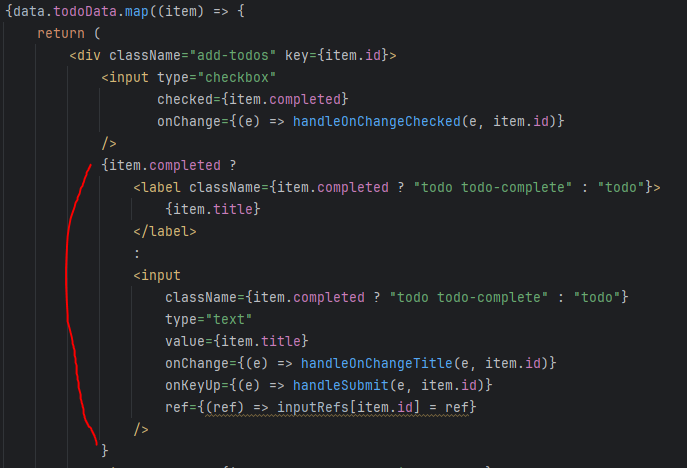 {data.todoData.map((item) => {
return (
<div className="add-todos" key={item.id}>
<input type="checkbox"
checked={item.completed}
onChange={(e) => handleOnChangeChecked(e, item.id)}
/>
{item.completed ?
<label className={item.completed ? "todo todo-complete" : "todo"}>
{item.title}
</label>
:
<input
className={item.completed ? "todo todo-complete" : "todo"}
type="text"
value={item.title}
onChange={(e) => handleOnChangeTitle(e, item.id)}
onKeyUp={(e) => handleSubmit(e, item.id)}
ref={(ref) => inputRefs[item.id] = ref}
/>
}